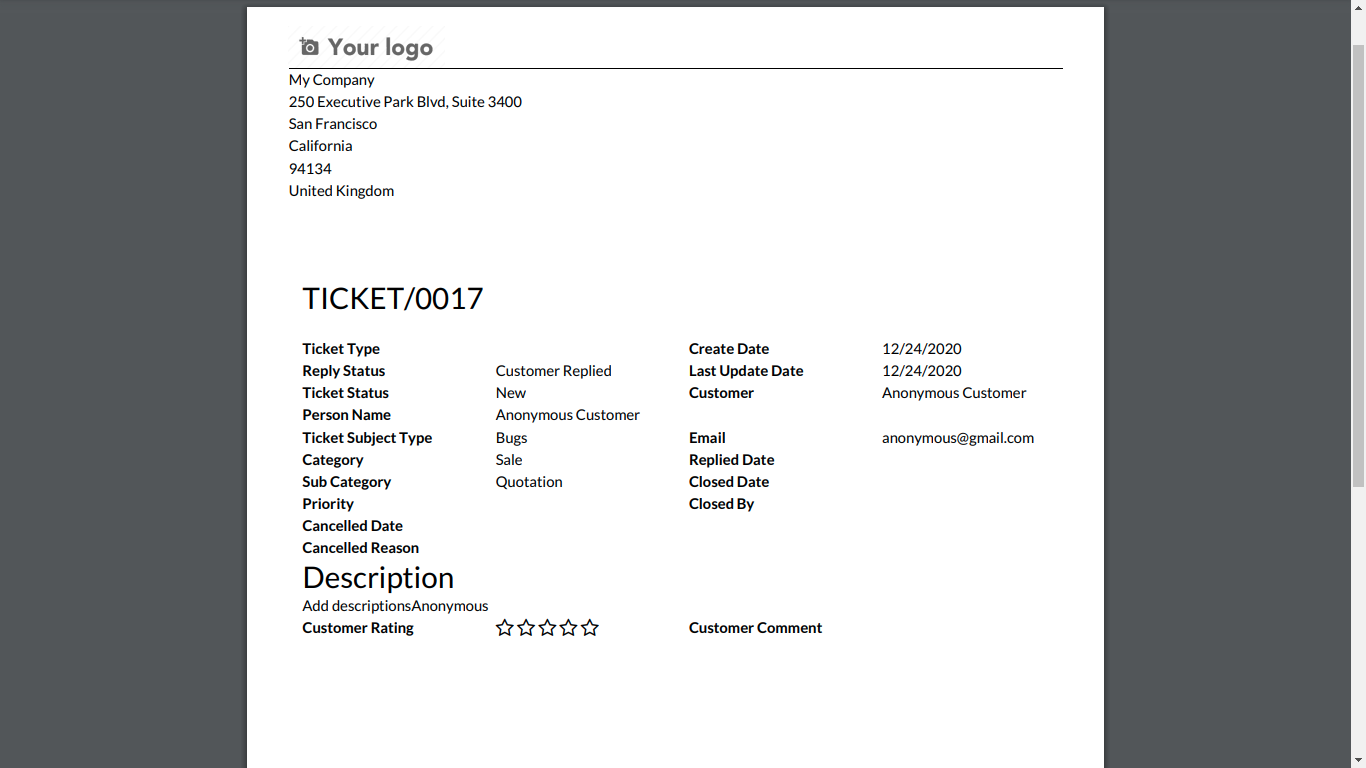 Your logo
My Company
250 Executive Park Blvd, Suite 3400
San Francisco
California
94134
United Kingdom
TICKET/0017
Ticket Type Create Date 12/24/2020
Reply Status Customer Replied Last Update Date 12/24/2020
Ticket Status New Customer Anonymous Customer
Person Name Anonymous Customer
Ticket Subject Type Bugs Email anonymous@gmail.com
Category Sale Replied Date
Sub Category Quotation Closed Date
Priority Closed By
Cancelled Date
Cancelled Reason
Description
Add descriptionsAnonymous
Customer Rating Customer Comment